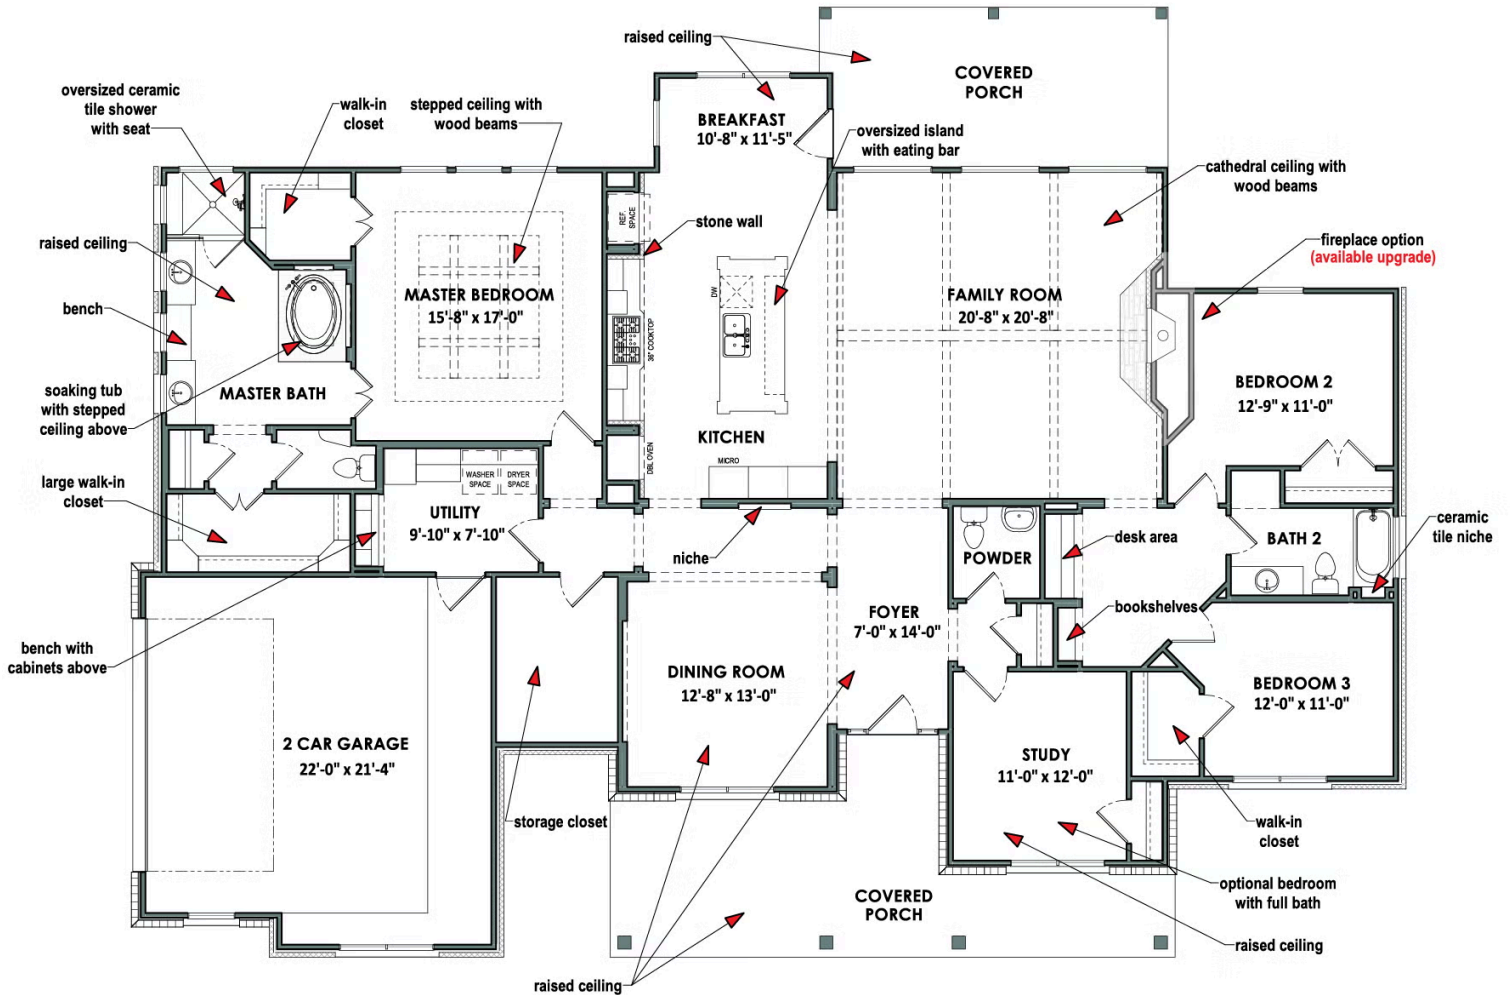 raised ceiling
COVERED
PORCH
oversized ceramic
tile shower
with seat
walk-in
closet
stepped ceiling with
wood beams
BREAKFAST
10'-8" x 11'-5"
oversized island
with eating bar
cathedral ceiling with
wood beams
REF.
SPACE
stone wall
raised ceiling
fireplace option
(available upgrade)
bench
DW
MASTER BEDROOM
15'-8" x 17'-0"
FAMILY ROOM
20'-8" x 20'-8"
36" COOKTOP
soaking tub
with stepped
ceiling above
MASTER BATH
BEDROOM 2
12'-9" x 11'-0"
KITCHEN
DBL OVEN
MICRO
large walk-in
closet
WASHER
SPACE
DRYER
SPACE
UTILITY
9'-10" x 7'-10"
niche
POWDER
desk area
BATH 2
ceramic
tile niche
bookshelves
FOYER
7'-0" x 14'-0"
bench with
cabinets above
DINING ROOM
12'-8" x 13'-0"
BEDROOM 3
12'-0" x 11'-0"
2 CAR GARAGE
22'-0" x 21'-4"
STUDY
11'-0" x 12'-0"
storage closet
walk-in
closet
COVERED
PORCH
optional bedroom
with full bath
raised ceiling
raised ceiling